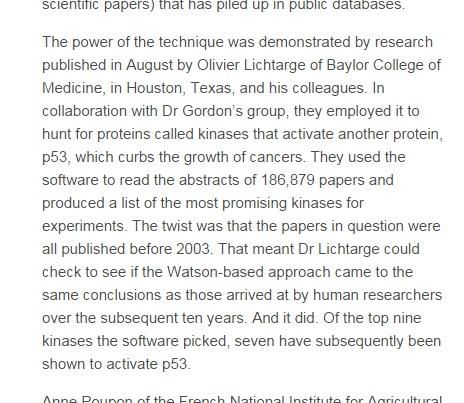 scientific papers) that has piled up in public databases.
The power of the technique was demonstrated by research
published in August by Olivier Lichtarge of Baylor College of
Medicine, in Houston, Texas, and his colleagues. In
collaboration with Dr Gordon's group, they employed it to
hunt for proteins called kinases that activate another protein,
p53, which curbs the growth of cancers. They used the
software to read the abstracts of 186,879 papers and
produced a list of the most promising kinases for
experiments. The twist was that the papers in question were
all published before 2003. That meant Dr Lichtarge could
check to see if the Watson-based approach came to the
same conclusions as those arrived at by human researchers
over the subsequent ten years. And it did. Of the top nine
kinases the software picked, seven have subsequently been
shown to activate p53.
Anne Poupon of the French National Institute for Agricultural